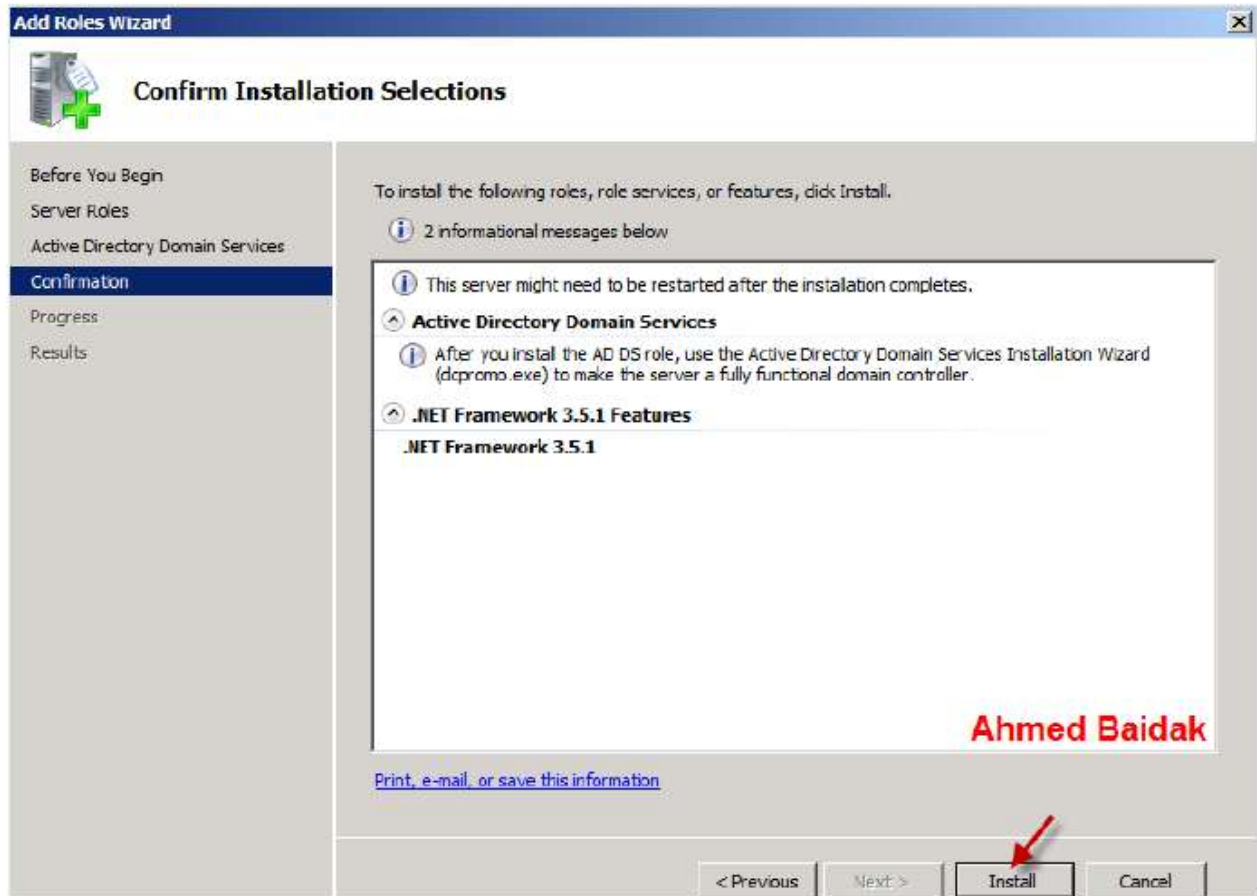 Add Roles Wizard
Confirm Installation Selections
Before You Begin
Server Roles
Active Directory Domain Services
Confirmation
Progress
Results
To install the following roles, role services, or features, click Install.
2 informational messages below
This server might need to be restarted after the installation completes.
Active Directory Domain Services
After you install the AD DS role, use the Active Directory Domain Services Installation Wizard
(dcpromo.exe) to make the server a fully functional domain controller.
.NET Framework 3.5.1 Features
.NET Framework 3.5.1
Ahmed Baidak
Print, e-mail, or save this information
< Previous
Next >
Install
Cancel